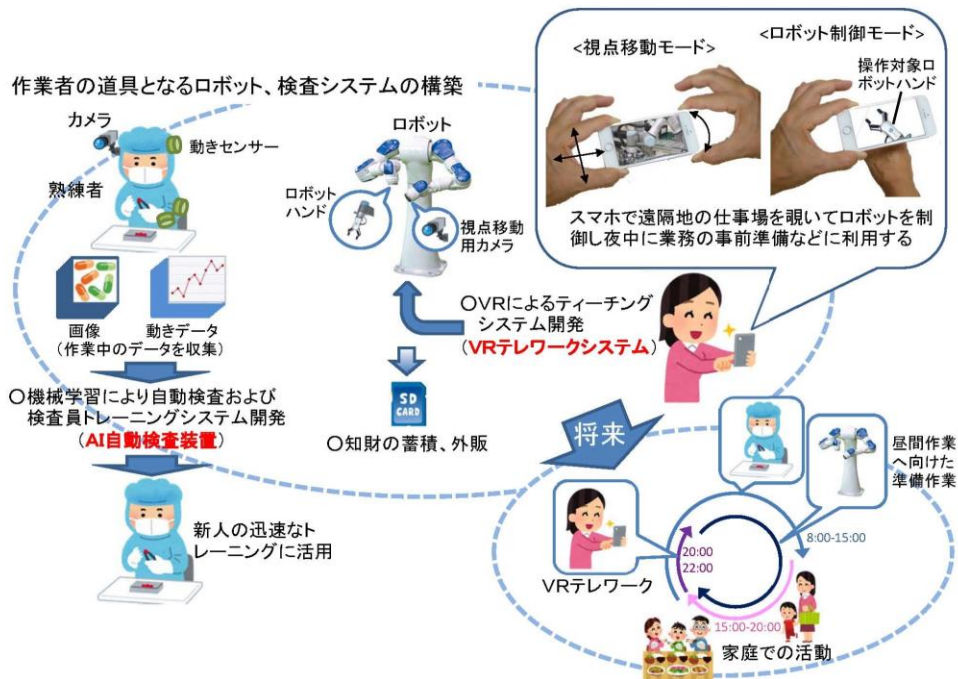 作業者の道具となるロボット、検査システムの構築
カメラ
動きセンサー
熟練者
画像
動きデータ
(作業中のデータを収集)
〇機械学習により自動検査および
検査員トレーニングシステム開発
(AI自動検査装置)
新人の迅速なト
レーニングに活用
ロボット
ロボット
ハンド
視点移動
用カメラ
〇VRによるティーチング
システム開発
(VRテレワークシステム)
SD
CARD
〇知財の蓄積、外販
<視点移動モード>
<ロボット制御モード>
操作対象ロ
ボットハンド
スマホで遠隔地の仕事場を覗いてロボットを制
御し夜中に業務の事前準備などに利用する
将来
昼間作業
へ向けた
準備作業
8:00-15:00
20:00
22:00
VRテレワーク
15:00-20:00
家庭での活動